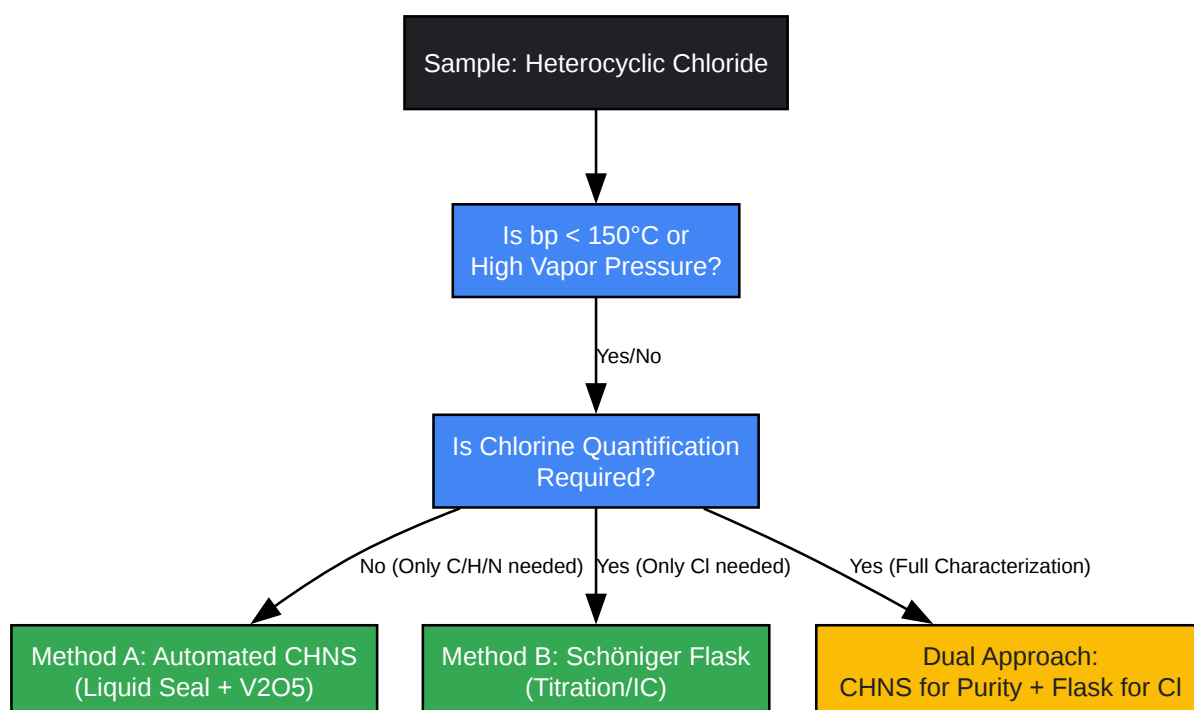 Sample: Heterocyclic Chloride
Is bp < 150°C or
High Vapor Pressure?
Yes/No
Is Chlorine Quantification
Required?
No (Only C/H/N needed)
Yes (Only Cl needed)
Yes (Full Characterization)
Method A: Automated CHNS
(Liquid Seal + V2O5)
Method B: Schöniger Flask
(Titration/IC)
Dual Approach:
CHNS for Purity + Flask for Cl